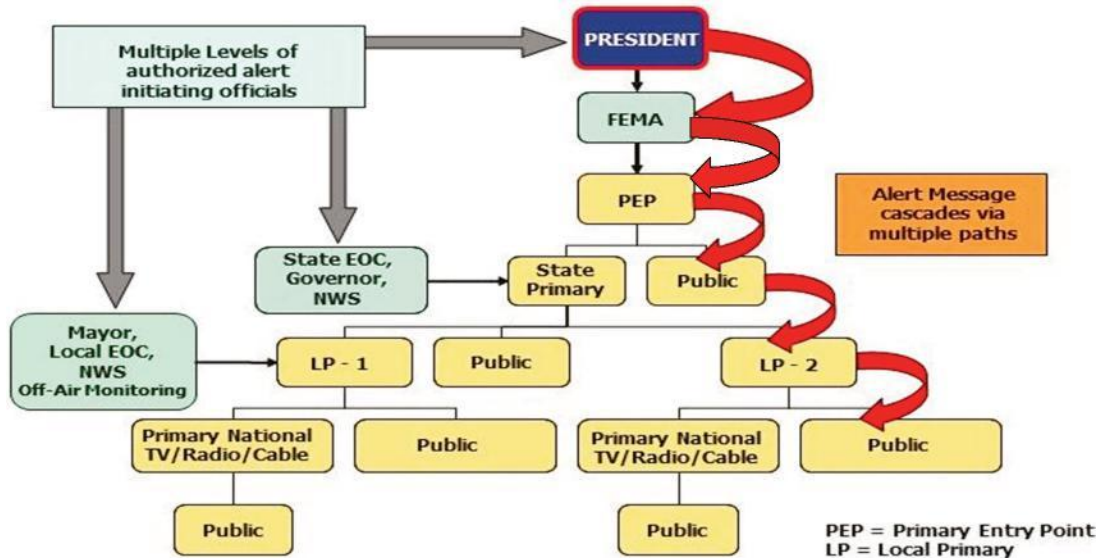 Multiple Levels of
authorized alert
initiating officials
PRESIDENT
FEMA
PEP
Alert Message
cascades via
multiple paths
State EOC,
Governor,
NWS
State
Primary
Public
Mayor,
Local EOC,
NWS
Off-Air Monitoring
LP - 1
Public
LP - 2
Primary National
TV/Radio/Cable
Public
Primary National
TV/Radio/Cable
Public
Public
Public
PEP = Primary Entry Point
LP = Local Primary